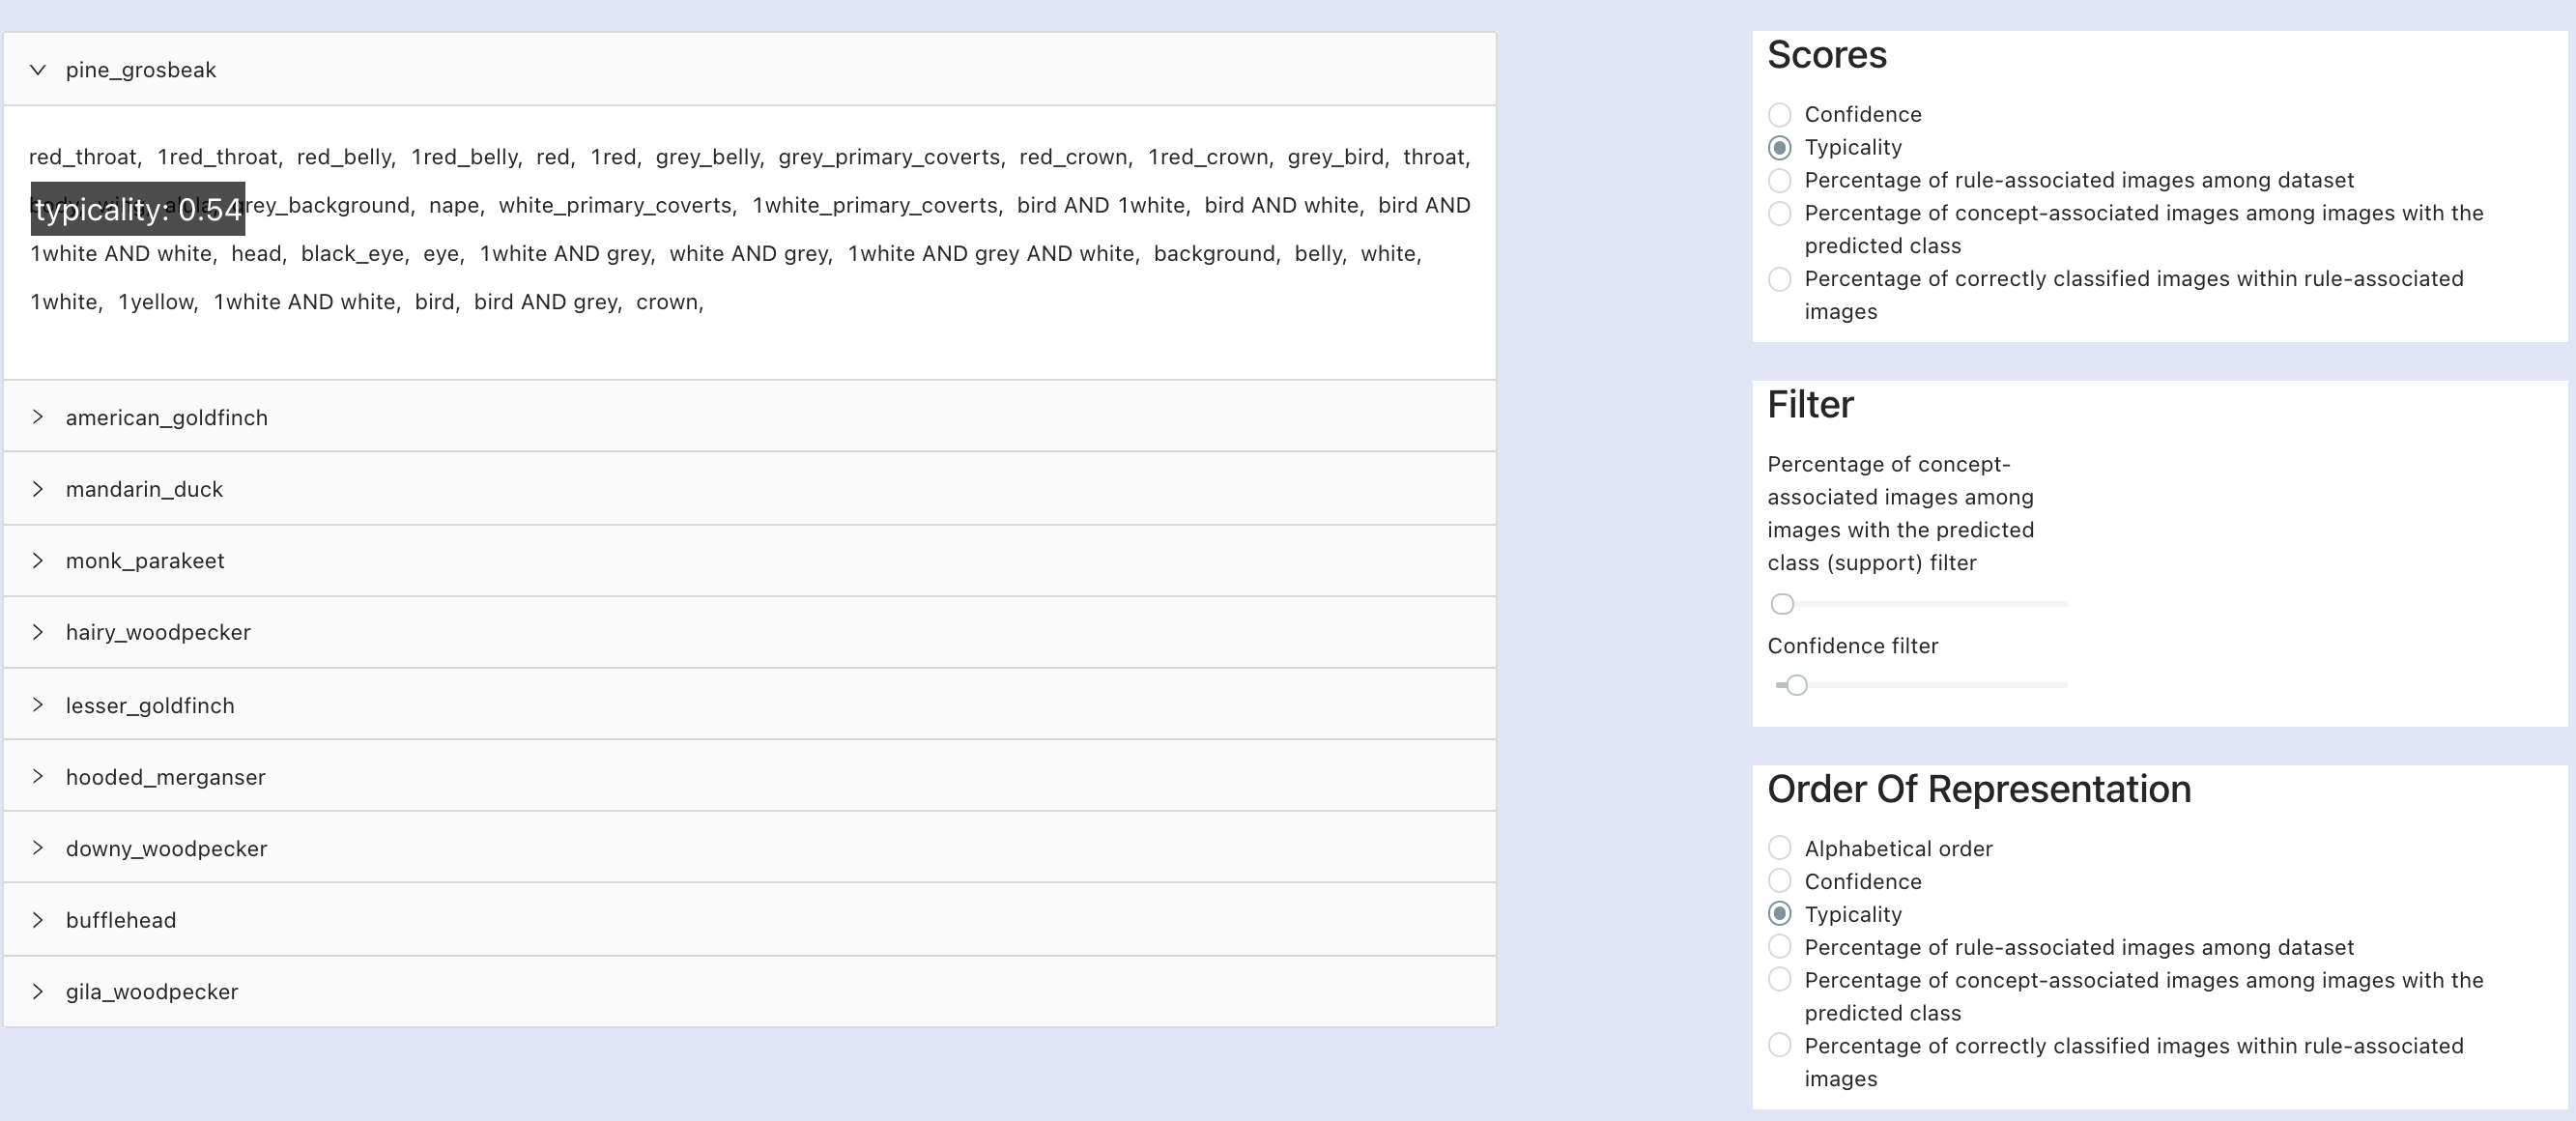 pine_grosbeak
red_throat, 1red_throat, red_belly, 1red_belly, red, 1red, grey_belly, grey_primary_coverts, red_crown, 1red_crown, grey_bird, throat,
typicality: 0.54
rey_background, nape, white_primary_coverts, 1white_primary_coverts, bird AND 1white, bird AND white, bird AND
1white AND white, head, black_eye, eye, 1white AND grey, white AND grey, 1white AND grey AND white, background, belly, white,
1white, 1yellow, 1white AND white, bird, bird AND grey, crown,
american_goldfinch
mandarin_duck
monk_parakeet
hairy_woodpecker
lesser_goldfinch
hooded_merganser
downy_woodpecker
bufflehead
gila_woodpecker
Scores
Confidence
Typicality
Percentage of rule-associated images among dataset
Percentage of concept-associated images among images with the
predicted class
Percentage of correctly classified images within rule-associated
images
Filter
Percentage of concept-
associated images among
images with the predicted
class (support) filter
Confidence filter
Order Of Representation
Alphabetical order
Confidence
Typicality
Percentage of rule-associated images among dataset
Percentage of concept-associated images among images with the
predicted class
Percentage of correctly classified images within rule-associated
images